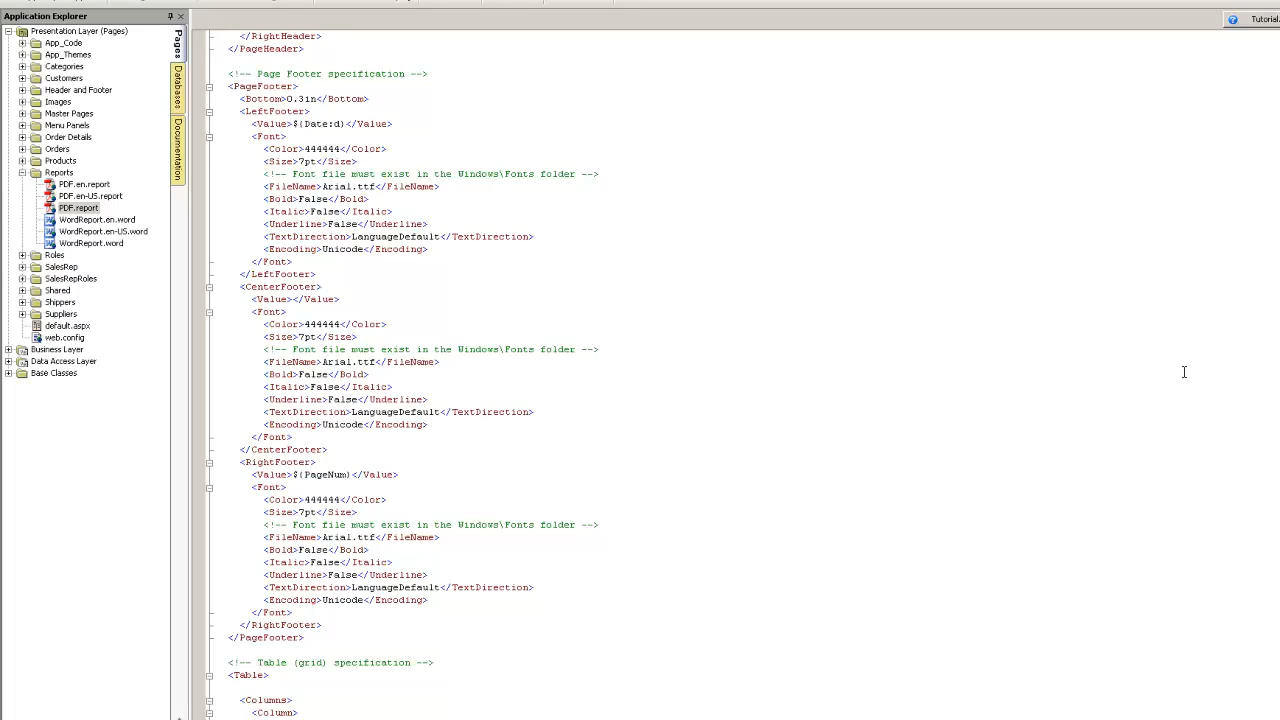 Application Explorer
Presentation Layer (Pages)
App_Code
App_Themes
Categories
Customers
Header and Footer
Images
Master Pages
Menu Panels
Order Details
Orders
Products
Reports
PDF.en.report
PDF.en-US.report
PDF.report
WordReport.en.word
WordReport.en-US.word
WordReport.word
Roles
SalesRep
SalesRepRoles
Shared
Shippers
Suppliers
default.aspx
web.config
Business Layer
Data Access Layer
Base Classes
Pages
Databases
Documentation
Tutorial
</RightHeader>
</PageHeader>
<!-- Page Footer specification -->
<PageFooter>
<Bottom>0.3in</Bottom>
<LeftFooter>
<Value>${Date:d}</Value>
<Font>
<Color>444444</Color>
<Size>7pt</Size>
<!-- Font file must exist in the Windows\Fonts folder -->
<FileName>Arial.ttf</FileName>
<Bold>False</Bold>
<Italic>False</Italic>
<Underline>False</Underline>
<TextDirection>LanguageDefault</TextDirection>
<Encoding>Unicode</Encoding>
</Font>
</LeftFooter>
<CenterFooter>
<Value></Value>
<Font>
<Color>444444</Color>
<Size>7pt</Size>
<!-- Font file must exist in the Windows\Fonts folder -->
<FileName>Arial.ttf</FileName>
<Bold>False</Bold>
<Italic>False</Italic>
<Underline>False</Underline>
<TextDirection>LanguageDefault</TextDirection>
<Encoding>Unicode</Encoding>
</Font>
</CenterFooter>
<RightFooter>
<Value>${PageNum}</Value>
<Font>
<Color>444444</Color>
<Size>7pt</Size>
<!-- Font file must exist in the Windows\Fonts folder -->
<FileName>Arial.ttf</FileName>
<Bold>False</Bold>
<Italic>False</Italic>
<Underline>False</Underline>
<TextDirection>LanguageDefault</TextDirection>
<Encoding>Unicode</Encoding>
</Font>
</RightFooter>
</PageFooter>
<!-- Table (grid) specification -->
<Table>
<Columns>
<Column>